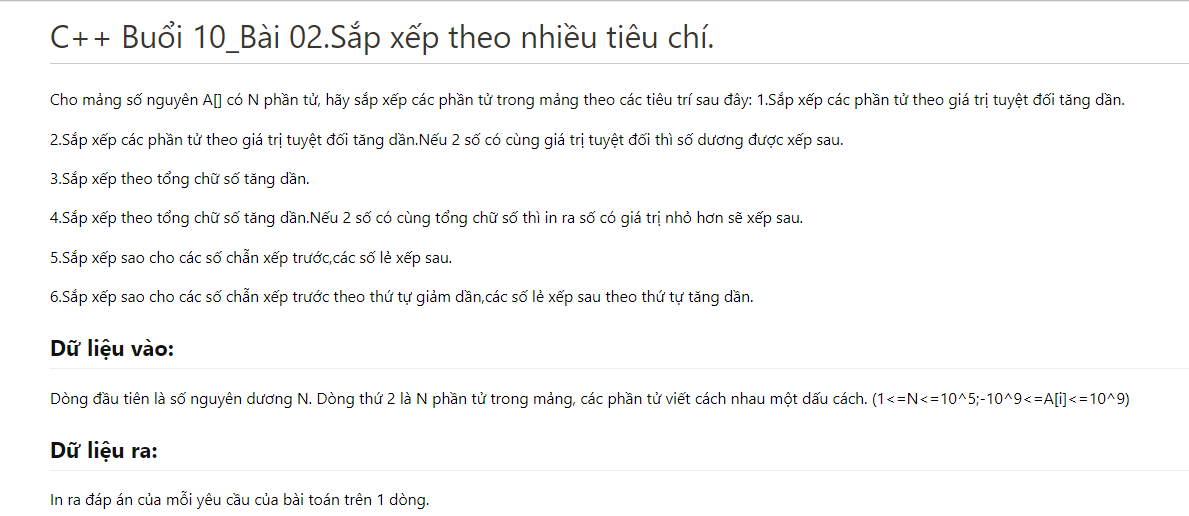 C++ Buổi 10_Bài 02.Sắp xếp theo nhiều tiêu chí.
Cho mảng số nguyên A[] có N phần tử, hãy sắp xếp các phần tử trong mảng theo các tiêu trí sau đây: 1.Sắp xếp các phần tử theo giá trị tuyệt đối tăng dần.
2.Sắp xếp các phần tử theo giá trị tuyệt đối tăng dần.Nếu 2 số có cùng giá trị tuyệt đối thì số dương được xếp sau.
3.Sắp xếp theo tổng chữ số tăng dần.
4.Sắp xếp theo tổng chữ số tăng dần.Nếu 2 số có cùng tổng chữ số thì in ra số có giá trị nhỏ hơn sẽ xếp sau.
5.Sắp xếp sao cho các số chẵn xếp trước,các số lẻ xếp sau.
6.Sắp xếp sao cho các số chẵn xếp trước theo thứ tự giảm dần,các số lẻ xếp sau theo thứ tự tăng dần.
Dữ liệu vào:
Dòng đầu tiên là số nguyên dương N. Dòng thứ 2 là N phần tử trong mảng, các phần tử viết cách nhau một dấu cách. (1<=N<=10^5;-10^9<=A[i]<=10^9)
Dữ liệu ra:
In ra đáp án của mỗi yêu cầu của bài toán trên 1 dòng.